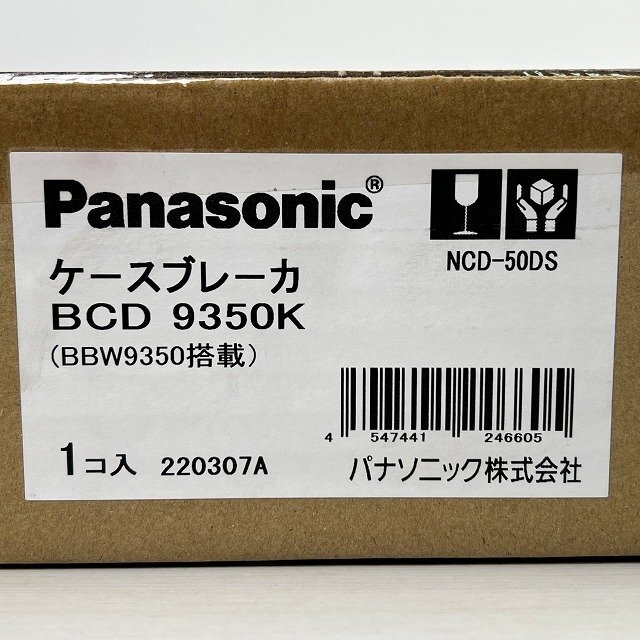 Panasonic®
NCD-50DS
ケースブレーカ
BCD 9350K
(BBW9350搭載)
4 547441 246605
1コ入 220307A
パナソニック株式会社